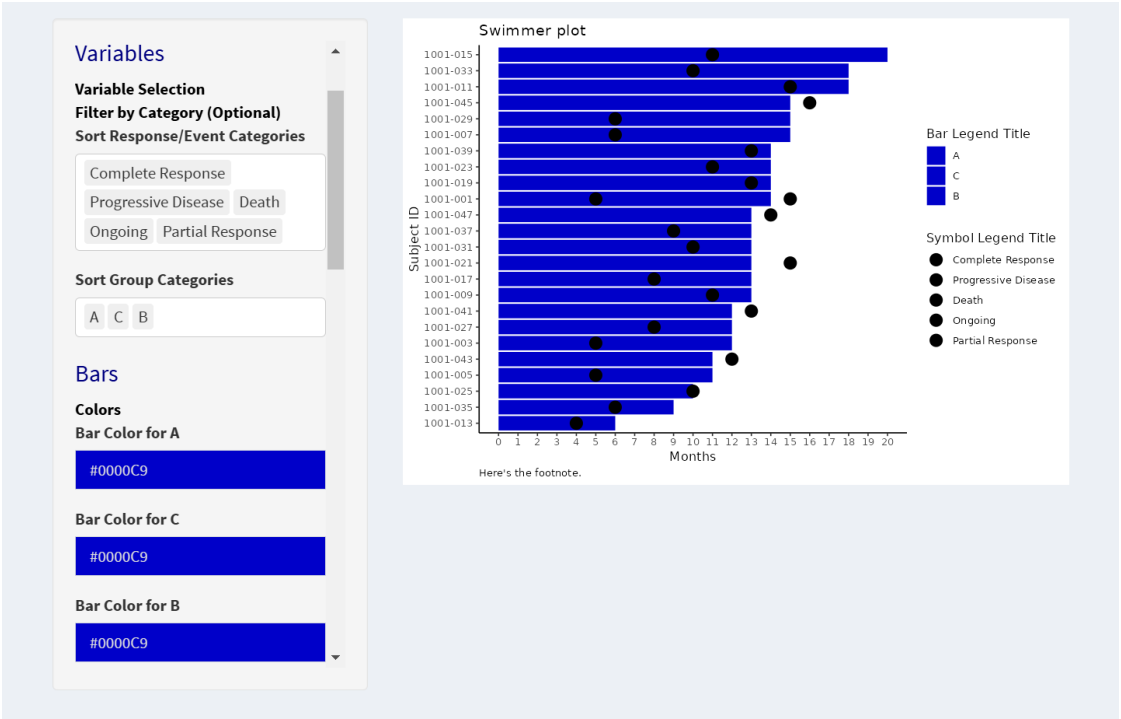 Variables
Variable Selection
Filter by Category (Optional)
Sort Response/Event Categories
Complete Response
Progressive Disease Death
Ongoing Partial Response
Sort Group Categories
A C B
Bars
Colors
Bar Color for A
#0000C9
Bar Color for C
#0000C9
Bar Color for B
#0000C9
Swimmer plot
Subject ID
1001-015
1001-033
1001-011
1001-045
1001-029
1001-007
1001-039
1001-023
1001-019
1001-001
1001-047
1001-037
1001-031
1001-021
1001-017
1001-009
1001-041
1001-027
1001-003
1001-043
1001-005
1001-025
1001-035
1001-013
0 1 2 3 4 5 6 7 8 9 10 11 12 13 14 15 16 17 18 19 20
Months
Here's the footnote.
Bar Legend Title
A
C
B
Symbol Legend Title
Complete Response
Progressive Disease
Death
Ongoing
Partial Response